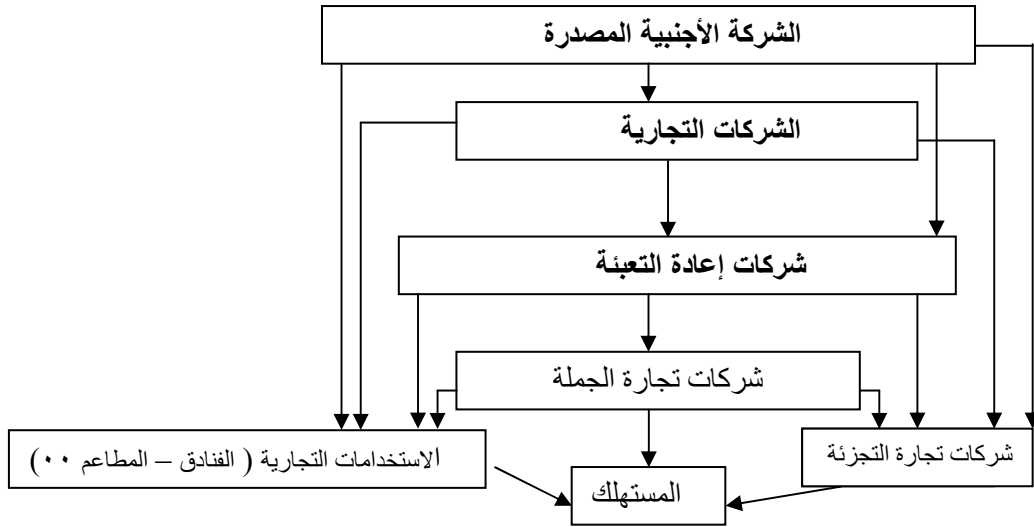 الشركة الأجنبية المصدرة
الشركات التجارية
شركات إعادة التعبئة
شركات تجارة الجملة
شركات تجارة التجزئة
الاستخدامات التجارية ( الفنادق – المطاعم ٠٠)
المستهلك